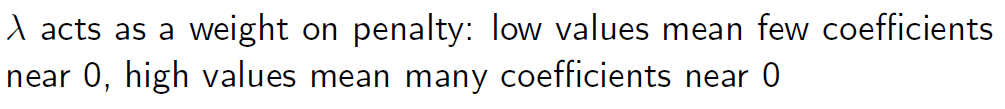 λ acts as a weight on penalty: low values mean few coefficients
near 0, high values mean many coefficients near 0